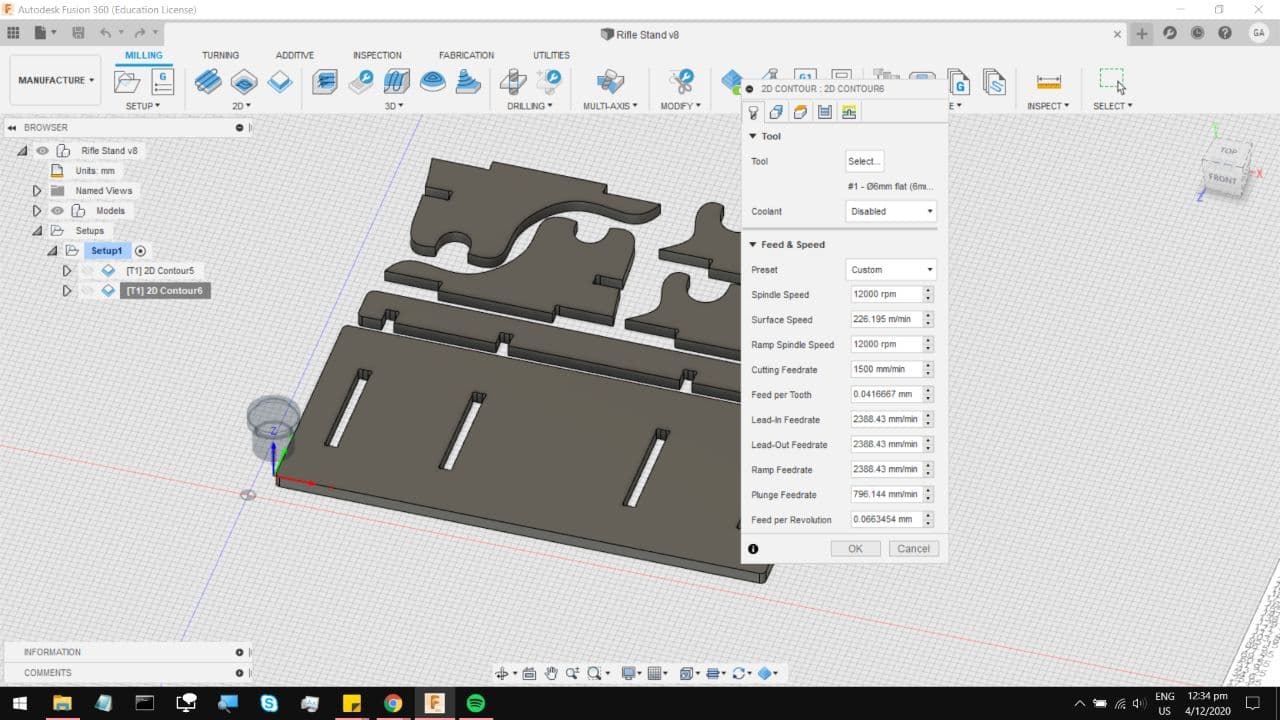 Autodesk Fusion 360 (Education License)
Rifle Stand v8
GA
MANUFACTURE
MILLING
TURNING
ADDITIVE
INSPECTION
FABRICATION
UTILITIES
G
G1
G
SETUP
2D
3D
DRILLING
MULTI-AXIS
MODIFY
E
INSPECT
SELECT
BROWSER
Rifle Stand v8
Units: mm
Named Views
Models
Setups
Setup1
[T1] 2D Contour5
[T1] 2D Contour6
Z
2D CONTOUR : 2D CONTOUR6
Tool
Tool
Select...
#1 - Ø6mm flat (6m...
Coolant
Disabled
Feed & Speed
Preset
Custom
Spindle Speed
12000 rpm
Surface Speed
226.195 m/min
Ramp Spindle Speed
12000 rpm
Cutting Feedrate
1500 mm/min
Feed per Tooth
0.0416667 mm
Lead-In Feedrate
2388.43 mm/min
Lead-Out Feedrate
2388.43 mm/min
Ramp Feedrate
2388.43 mm/min
Plunge Feedrate
796.144 mm/min
Feed per Revolution
0.0663454 mm
OK
Cancel
TOP
FRONT
X
Z
INFORMATION
COMMENTS
ENG
US
12:34 pm
4/12/2020